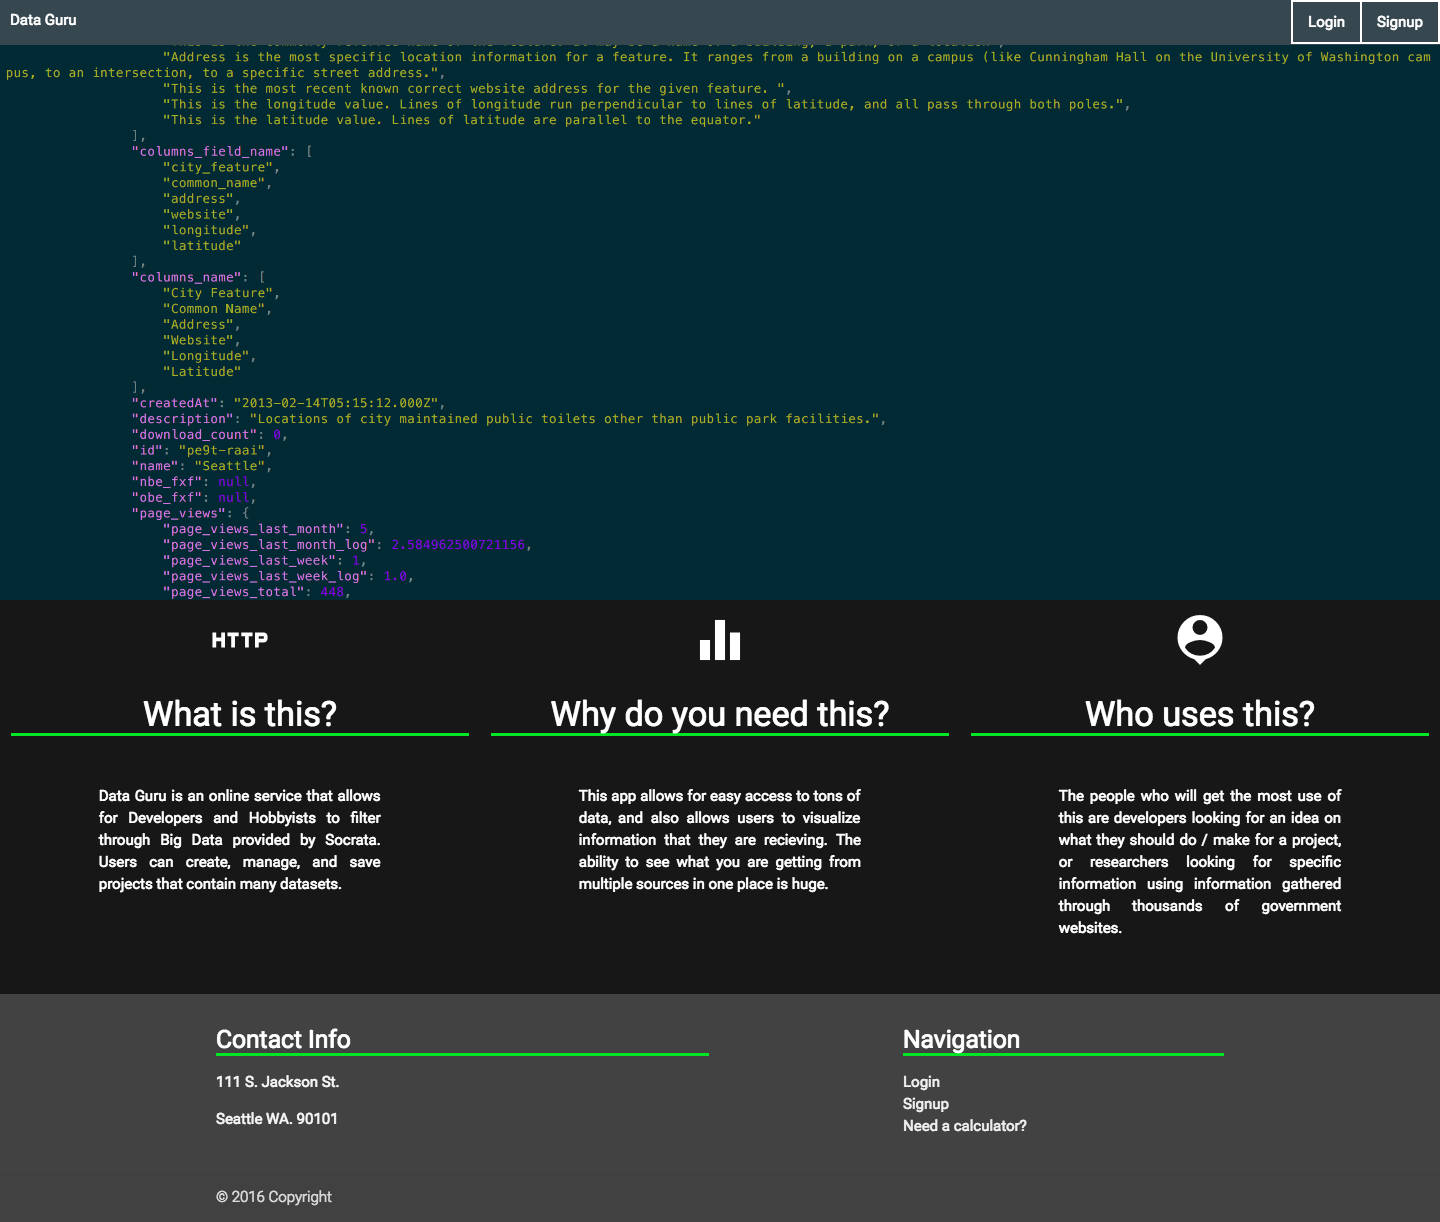 Data Guru
Login
Signup
"Address is the most specific location information for a feature. It ranges from a building on a campus (like Cunningham Hall on the University of Washington cam
pus, to an intersection, to a specific street address.",
"This is the most recent known correct website address for the given feature. ",
"This is the longitude value. Lines of longitude run perpendicular to lines of latitude, and all pass through both poles.",
"This is the latitude value. Lines of latitude are parallel to the equator."
],
"columns_field_name": [
"city_feature",
"common_name",
"address",
"website",
"longitude",
"latitude"
],
"columns_name": [
"City Feature",
"Common Name",
"Address",
"Website",
"Longitude",
"Latitude"
],
"createdAt": "2013-02-14T05:15:12.000Z",
"description": "Locations of city maintained public toilets other than public park facilities.",
"download_count": 0,
"id": "pe9t-raai",
"name": "Seattle",
"nbe_fxf": null,
"obe_fxf": null,
"page_views": {
"page_views_last_month": 5,
"page_views_last_month_log": 2.584962500721156,
"page_views_last_week": 1,
"page_views_last_week_log": 1.0,
"page_views_total": 448,
HTTP
What is this?
Data Guru is an online service that allows
for Developers and Hobbyists to filter
through Big Data provided by Socrata.
Users can create, manage, and save
projects that contain many datasets.
Why do you need this?
This app allows for easy access to tons of
data, and also allows users to visualize
information that they are recieving. The
ability to see what you are getting from
multiple sources in one place is huge.
Who uses this?
The people who will get the most use of
this are developers looking for an idea on
what they should do / make for a project,
or researchers looking for specific
information using information gathered
through thousands of government
websites.
Contact Info
111 S. Jackson St.
Seattle WA. 90101
Navigation
Login
Signup
Need a calculator?
© 2016 Copyright